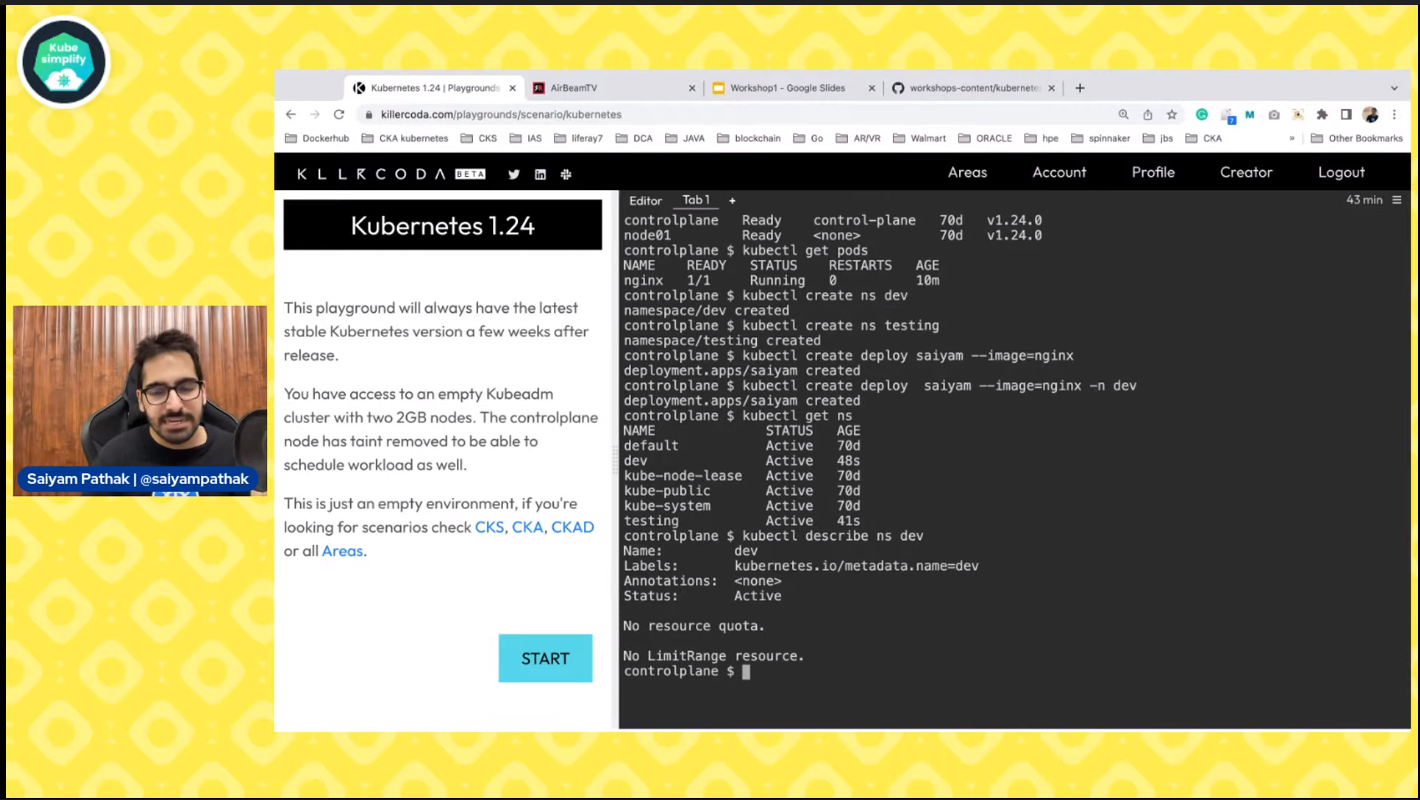 Kube
simplify
Kubernetes 1.24 | Playgrounds
AirBeamTV
Workshop1 - Google Slides
workshops-content/kubernete
killercoda.com/playgrounds/scenario/kubernetes
Dockerhub CKA kubernetes CKS IAS liferay7 DCA JAVA blockchain Go AR/VR Walmart ORACLE hpe spinnaker jbs CKA » Other Bookmarks
KILLRCODA BETA
Areas Account Profile Creator Logout
Kubernetes 1.24
This playground will always have the latest
stable Kubernetes version a few weeks after
release.
You have access to an empty Kubeadm
cluster with two 2GB nodes. The controlplane
node has taint removed to be able to
schedule workload as well.
This is just an empty environment, if you're
looking for scenarios check CKS, CKA, CKAD
or all Areas.
START
Editor Tab 1 +
43 min
controlplane Ready control-plane 70d v1.24.0
node01 Ready <none> 70d v1.24.0
controlplane $ kubectl get pods
NAME READY STATUS RESTARTS AGE
nginx 1/1 Running 0 10m
controlplane $ kubectl create ns dev
namespace/dev created
controlplane $ kubectl create ns testing
namespace/testing created
controlplane $ kubectl create deploy saiyam --image=nginx
deployment.apps/saiyam created
controlplane $ kubectl create deploy  saiyam --image=nginx -n dev
deployment.apps/saiyam created
controlplane $ kubectl get ns
NAME STATUS AGE
default Active 70d
dev Active 48s
kube-node-lease Active 70d
kube-public Active 70d
kube-system Active 70d
testing Active 41s
controlplane $ kubectl describe ns dev
Name: dev
Labels: kubernetes.io/metadata.name=dev
Annotations: <none>
Status: Active
No resource quota.
No LimitRange resource.
controlplane $
Saiyam Pathak | @saiyampathak